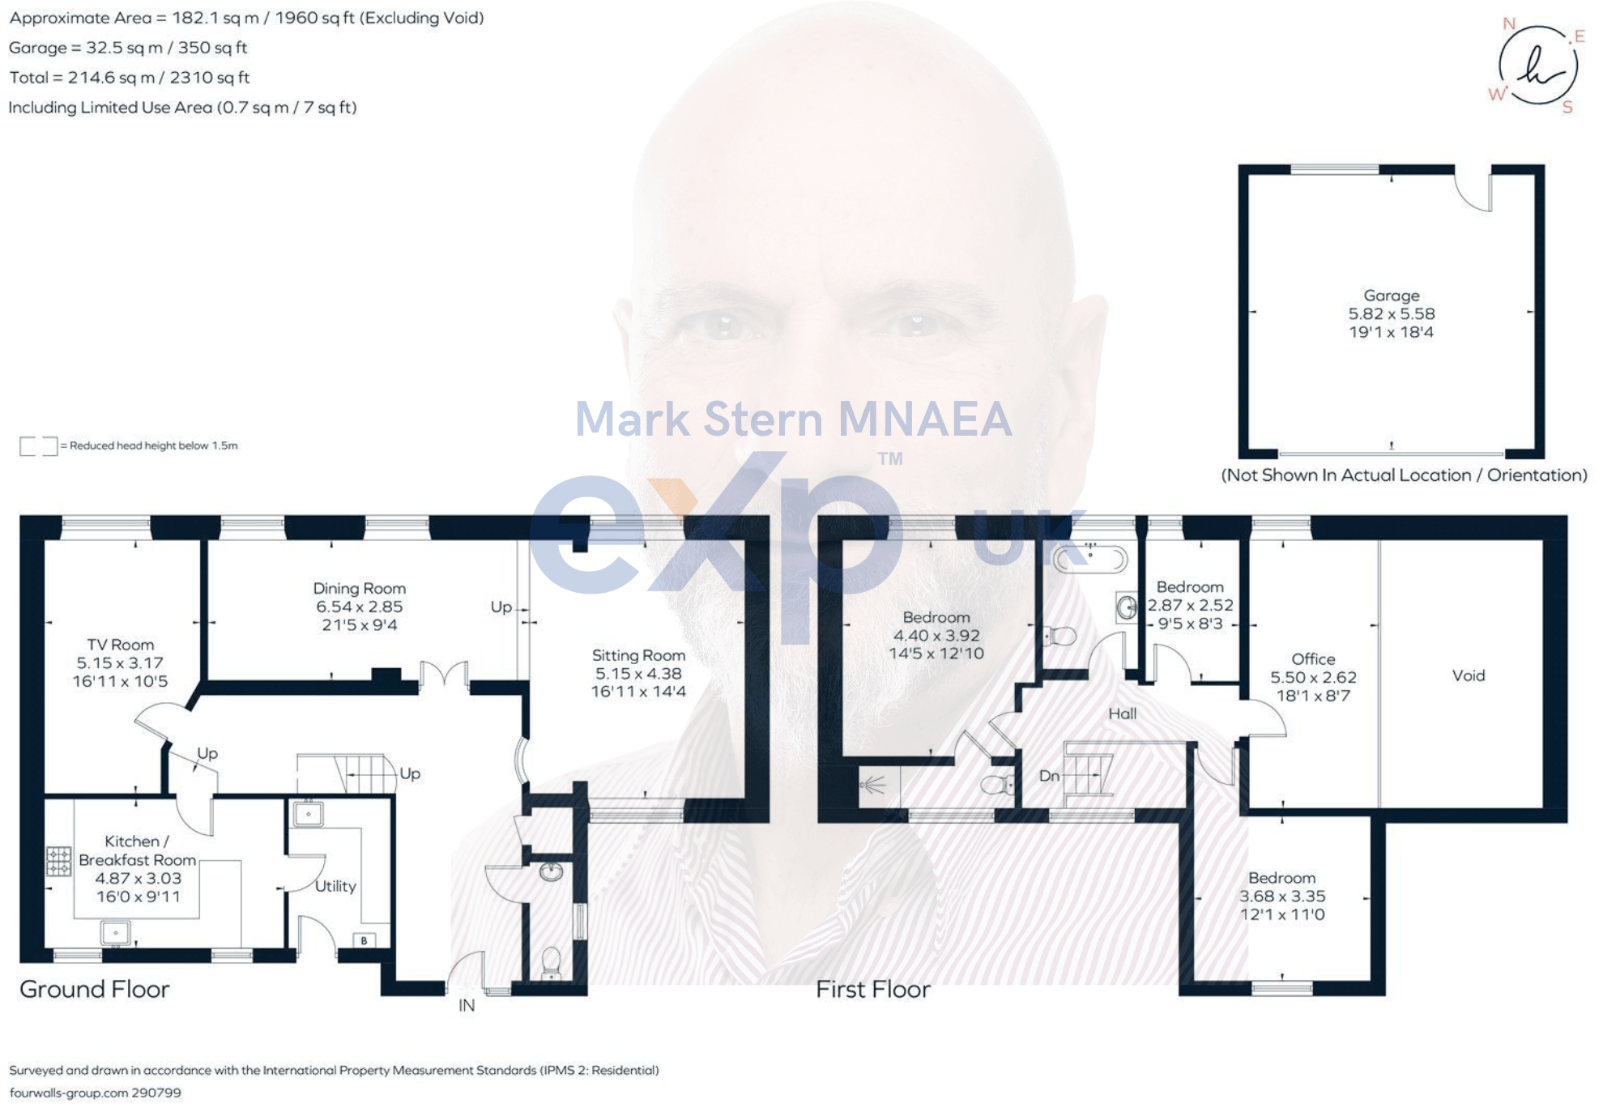 Approximate Area = 182.1 sq m / 1960 sq ft (Excluding Void)
Garage = 32.5 sq m / 350 sq ft
Total = 214.6 sq m / 2310 sq ft
Including Limited Use Area (0.7 sq m / 7 sq ft)
N
E
W
S
Garage
5.82 x 5.58
19'1 x 18'4
(Not Shown In Actual Location / Orientation)
Mark Stern MNAEA
exp™
UK
= Reduced head height below 1.5m
TV Room
5.15 x 3.17
16'11 x 10'5
Dining Room
6.54 x 2.85
21'5 x 9'4
Up
Sitting Room
5.15 x 4.38
16'11 x 14'4
Up
Up
Kitchen /
Breakfast Room
4.87 x 3.03
16'0 x 9'11
Utility
B
IN
Ground Floor
Bedroom
4.40 x 3.92
14'5 x 12'10
Bedroom
2.87 x 2.52
9'5 x 8'3
Office
5.50 x 2.62
18'1 x 8'7
Void
Hall
Dn
Bedroom
3.68 x 3.35
12'1 x 11'0
First Floor
Surveyed and drawn in accordance with the International Property Measurement Standards (IPMS 2: Residential)
fourwalls-group.com 290799